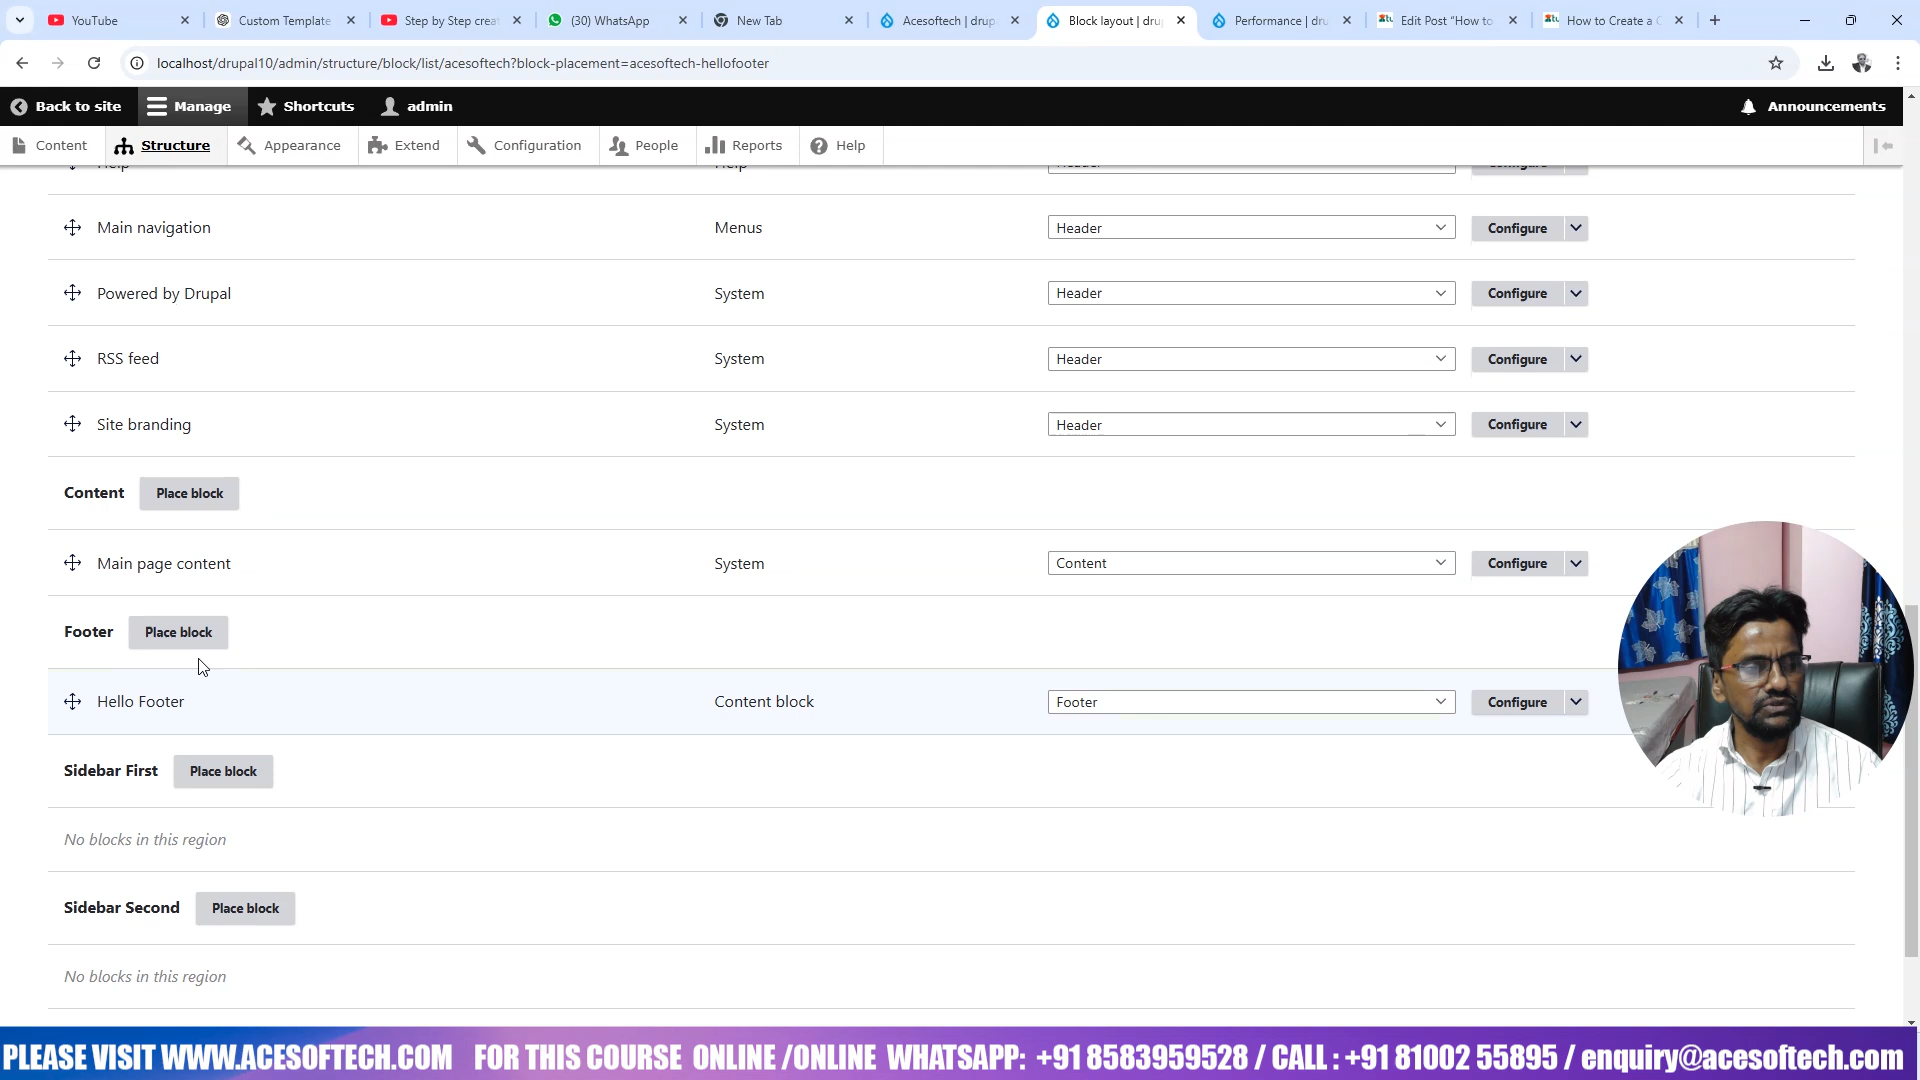 YouTube
Custom Template
Step by Step creat
(30) WhatsApp
New Tab
Acesoftech | drup
Block layout | dru
Performance | dru
Edit Post "How to
How to Create a C
localhost/drupal10/admin/structure/block/list/acesoftech?block-placement=acesoftech-hellofooter
Back to site Manage Shortcuts admin Announcements
Content Structure Appearance Extend Configuration People Reports Help
Main navigation Menus Header Configure
Powered by Drupal System Header Configure
RSS feed System Header Configure
Site branding System Header Configure
Content Place block
Main page content System Content Configure
Footer Place block
Hello Footer Content block Footer Configure
Sidebar First Place block
No blocks in this region
Sidebar Second Place block
No blocks in this region
PLEASE VISIT WWW.ACESOFTECH.COM FOR THIS COURSE ONLINE /ONLINE WHATSAPP: +91 8583959528 / CALL : +91 81002 55895 / enquiry@acesoftech.com